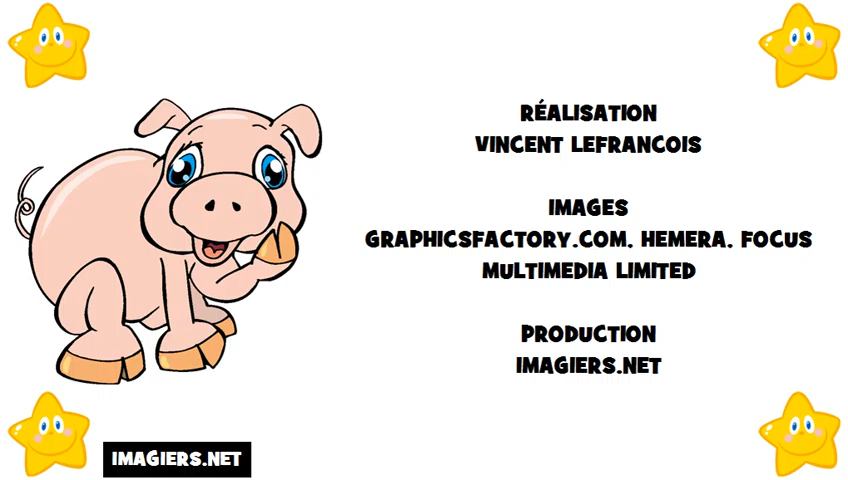 RÉALISATION
VINCENT LEFRANCOIS
IMAGES
GRAPHICSFACTORY.COM, HEMERA, FOCUS
MULTIMEDIA LIMITED
PRODUCTION
IMAGIERS.NET
IMAGIERS.NET